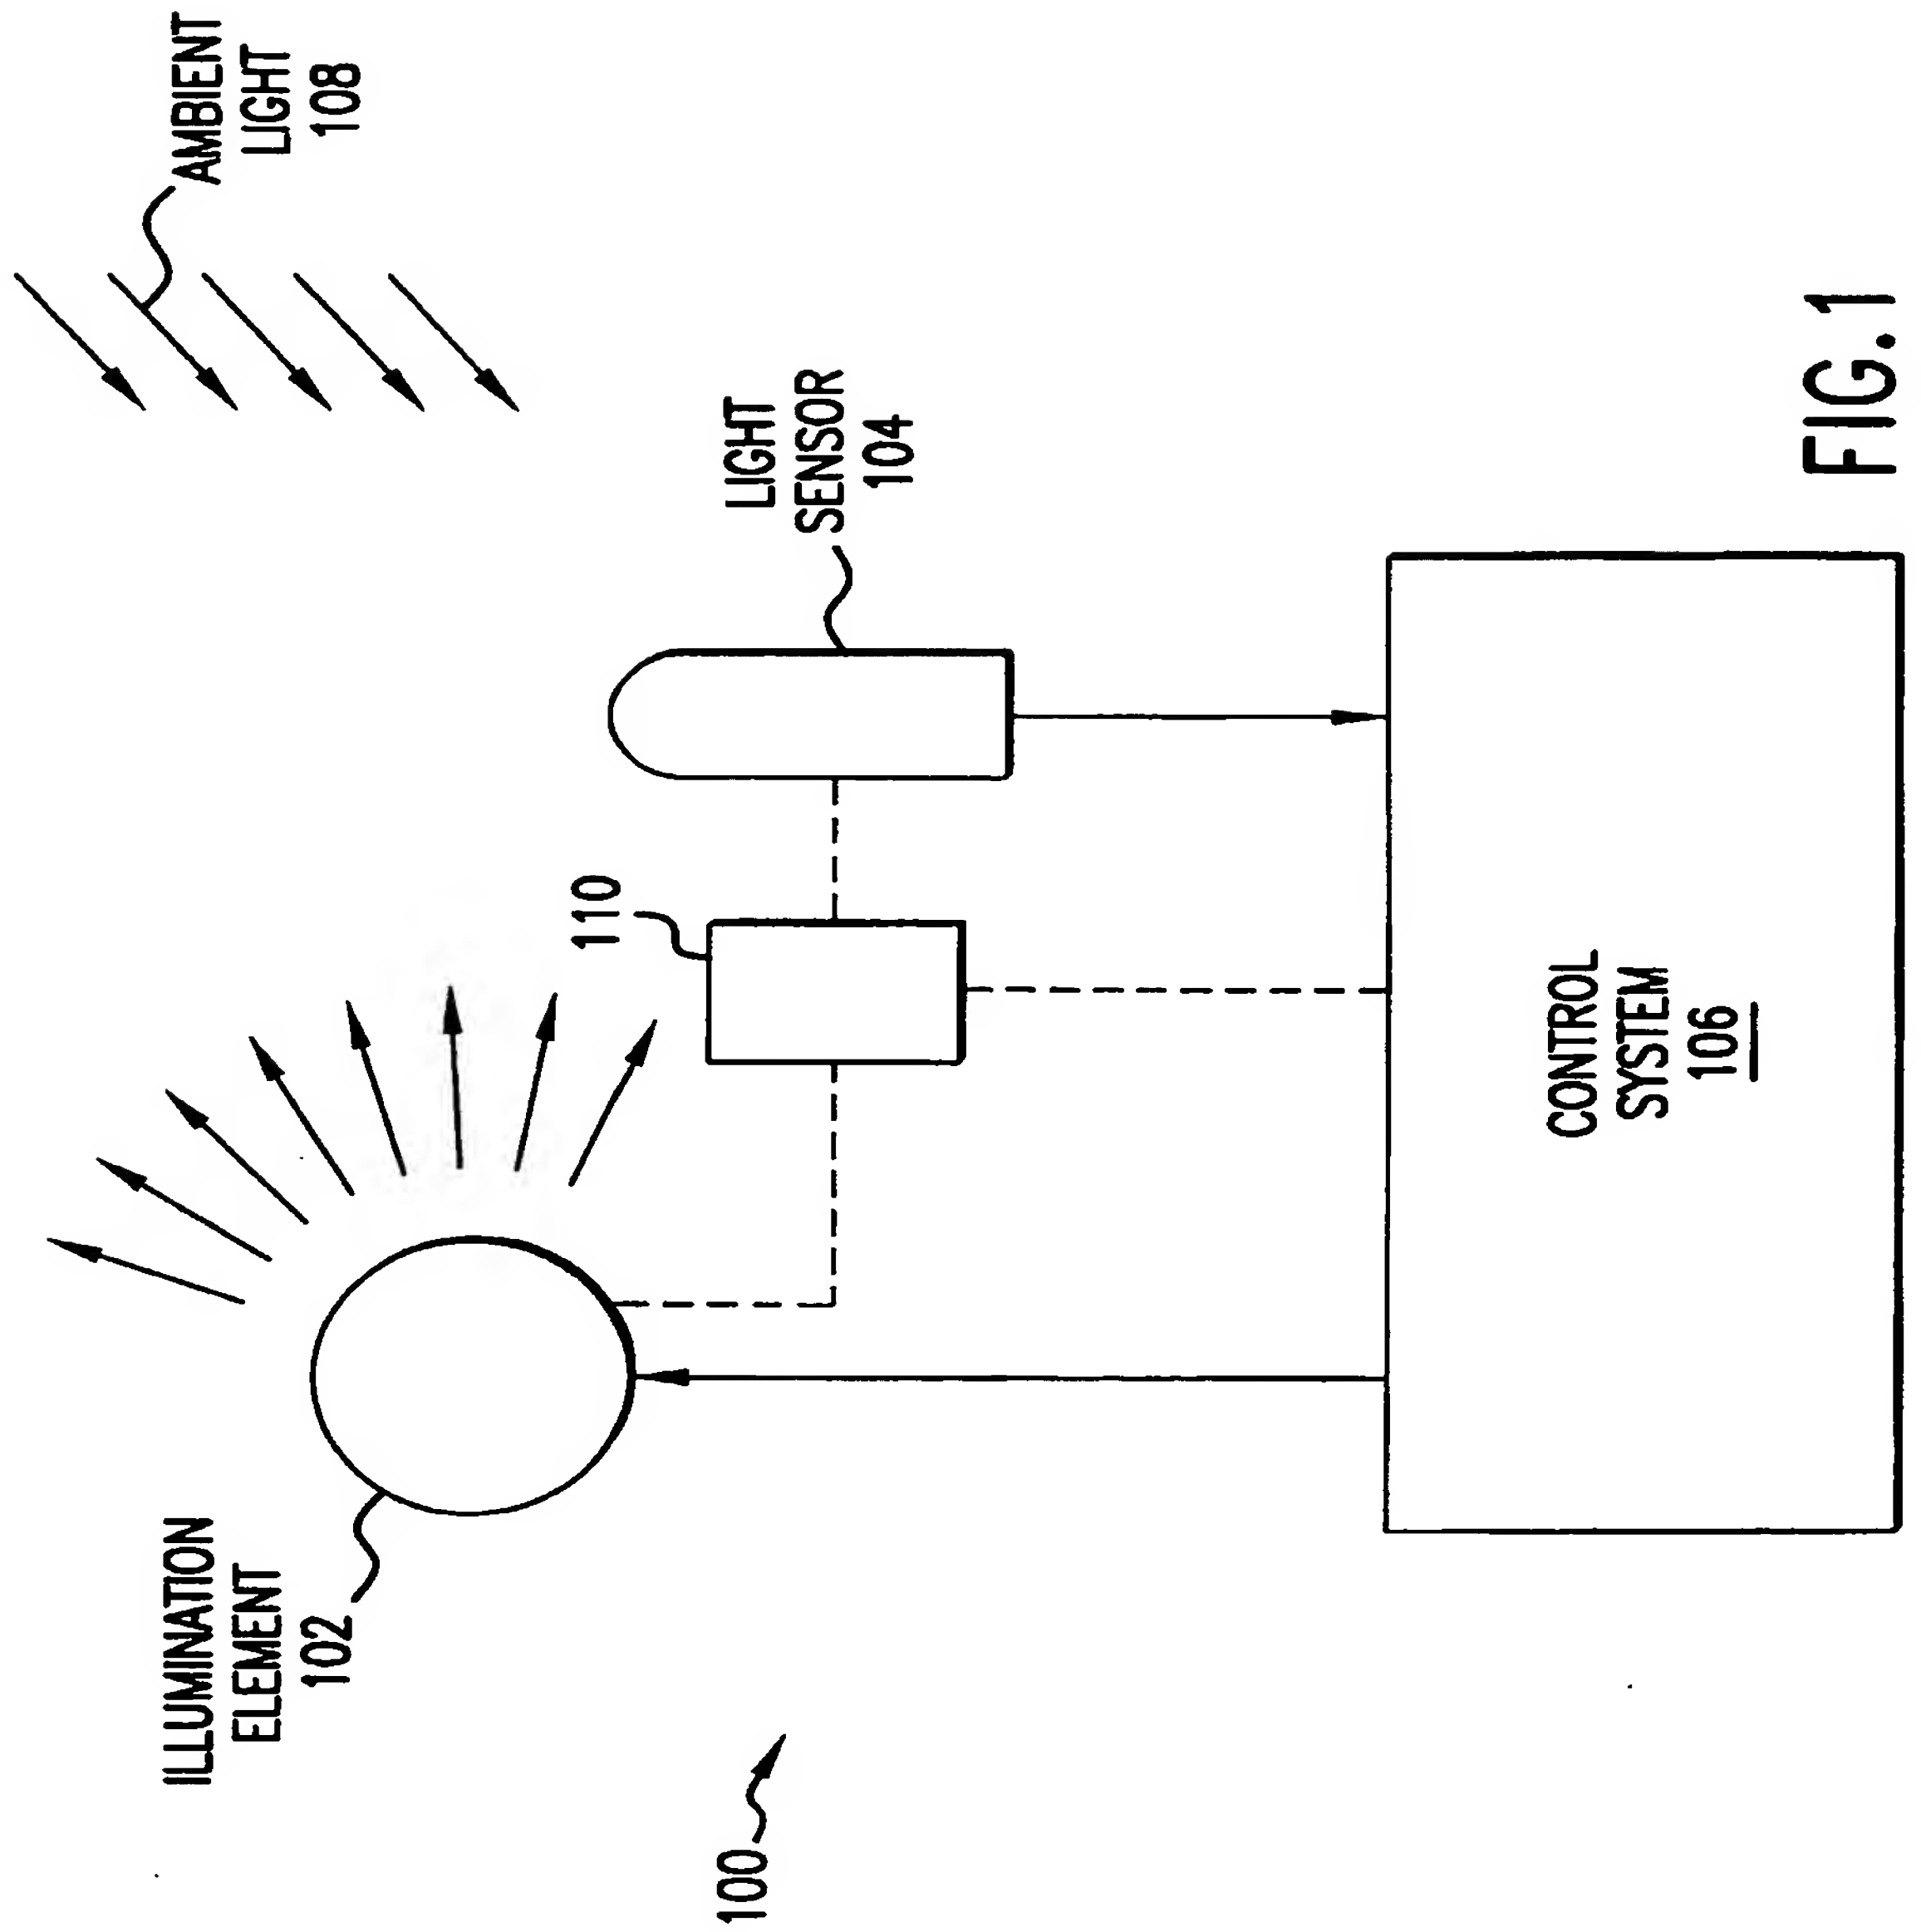 AMBIENT
LIGHT
108
ILLUMINATION
ELEMENT
102
110
LIGHT
SENSOR
104
100
CONTROL
SYSTEM
106
FIG.1